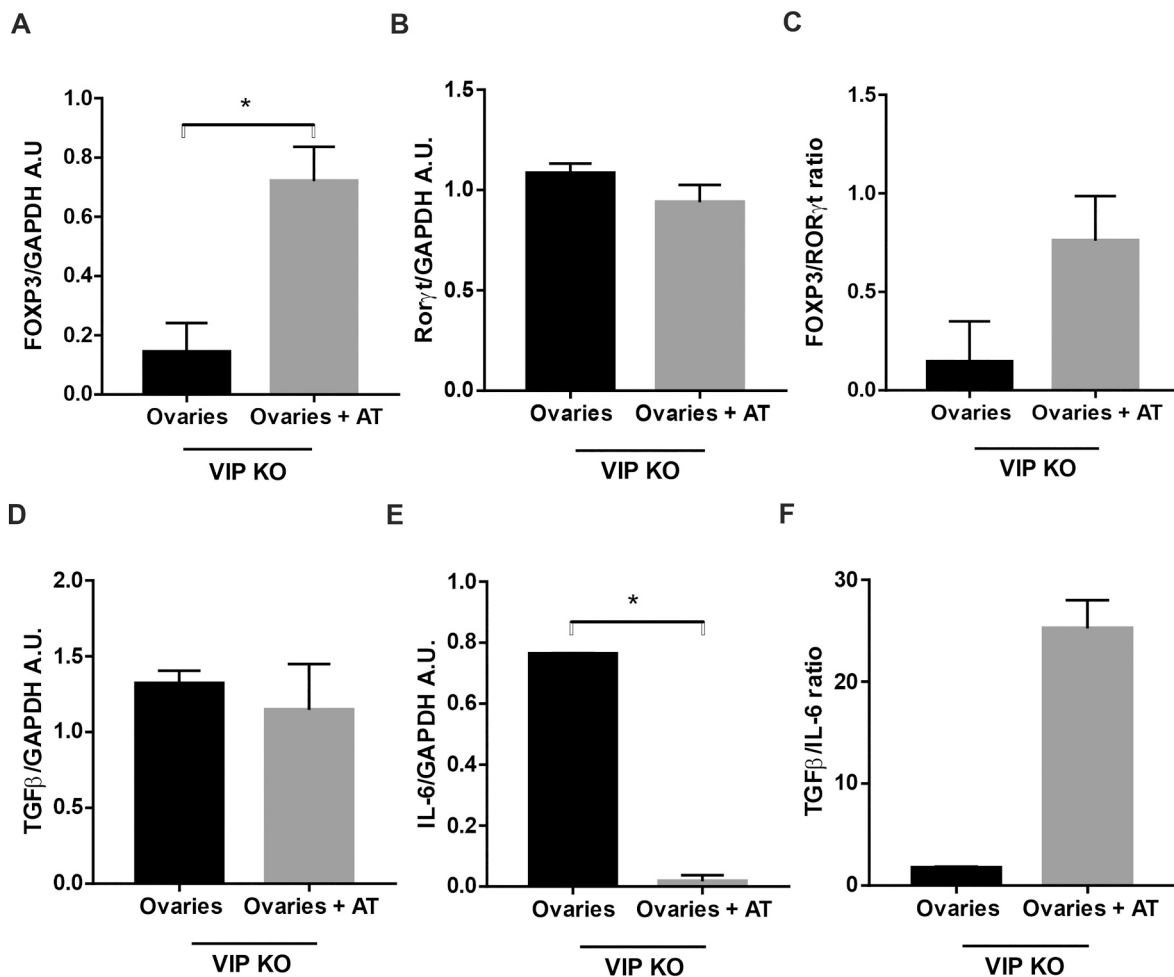 A
FOXP3/GAPDH A.U
1.0
0.8
0.6
0.4
0.2
0.0
*
Ovaries Ovaries + AT
VIP KO
B
Rorγt/GAPDH A.U.
1.5
1.0
0.5
0.0
Ovaries Ovaries + AT
VIP KO
C
FOXP3/RORγt ratio
1.5
1.0
0.5
0.0
Ovaries Ovaries + AT
VIP KO
D
TGFβ/GAPDH A.U.
2.0
1.5
1.0
0.5
0.0
Ovaries Ovaries + AT
VIP KO
E
IL-6/GAPDH A.U.
1.0
0.8
0.6
0.4
0.2
0.0
*
Ovaries Ovaries + AT
VIP KO
F
TGFβ/IL-6 ratio
30
20
10
0
Ovaries Ovaries + AT
VIP KO